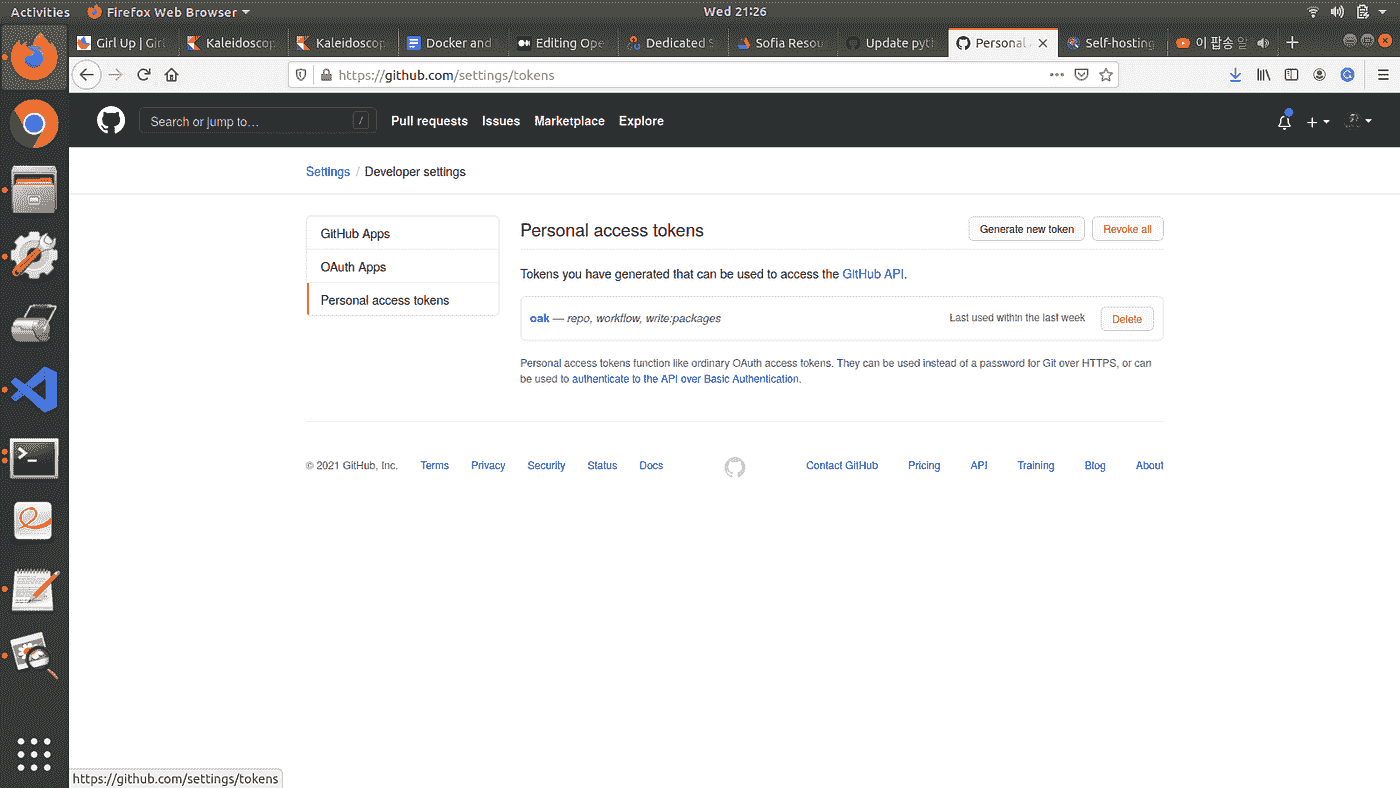 Activities Firefox Web Browser Wed 21:26
Girl Up | Girl Kaleidoscop Kaleidoscop Docker and Editing Ope Dedicated S Sofia Resou Update pyth Personal A Self-hosting 이 팝송 알
https://github.com/settings/tokens
Search or jump to… / Pull requests Issues Marketplace Explore
Settings / Developer settings
GitHub Apps
OAuth Apps
Personal access tokens
Personal access tokens Generate new token Revoke all
Tokens you have generated that can be used to access the GitHub API.
oak — repo, workflow, write:packages Last used within the last week Delete
Personal access tokens function like ordinary OAuth access tokens. They can be used instead of a password for Git over HTTPS, or can
be used to authenticate to the API over Basic Authentication.
© 2021 GitHub, Inc. Terms Privacy Security Status Docs Contact GitHub Pricing API Training Blog About
https://github.com/settings/tokens